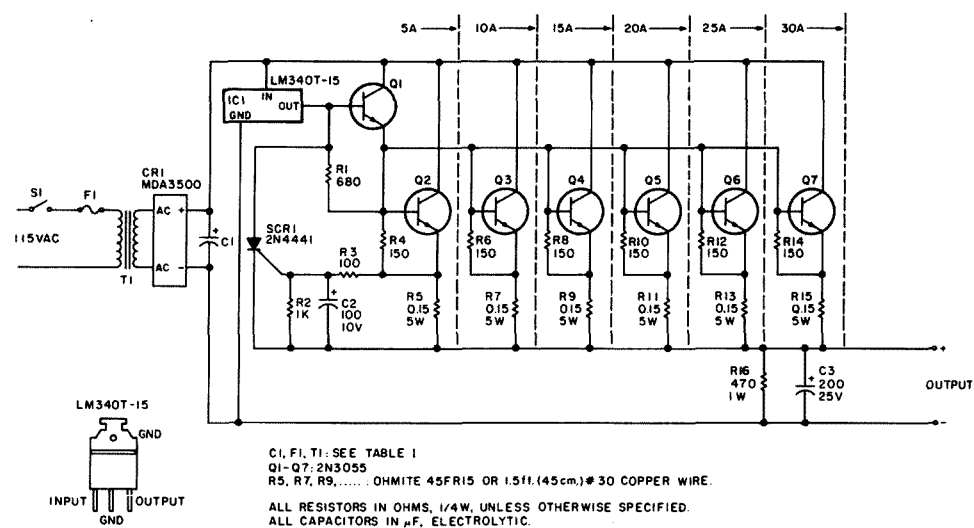 5A 10A 15A 20A 25A 30A
LM340T-15
IC1 IN OUT
GND
Q1
CR1
MDA3500
S1 F1
AC +
115VAC
C1
AC -
T1
R1
680
SCR1
2N4441
Q2 Q3 Q4 Q5 Q6 Q7
R3
100
R4
150
R6
150
R8
150
R10
150
R12
150
R14
150
R2
1K
C2
100
10V
R5
0.15
5W
R7
0.15
5W
R9
0.15
5W
R11
0.15
5W
R13
0.15
5W
R15
0.15
5W
+
R16
470
1W
C3
200
25V
OUTPUT
-
LM340T-15
GND
INPUT OUTPUT
GND
C1, F1, T1: SEE TABLE 1
Q1-Q7: 2N3055
R5, R7, R9,..... : OHMITE 45FR15 OR 1.5ft.(45cm.)# 30 COPPER WIRE.
ALL RESISTORS IN OHMS, 1/4W, UNLESS OTHERWISE SPECIFIED.
ALL CAPACITORS IN µF, ELECTROLYTIC.